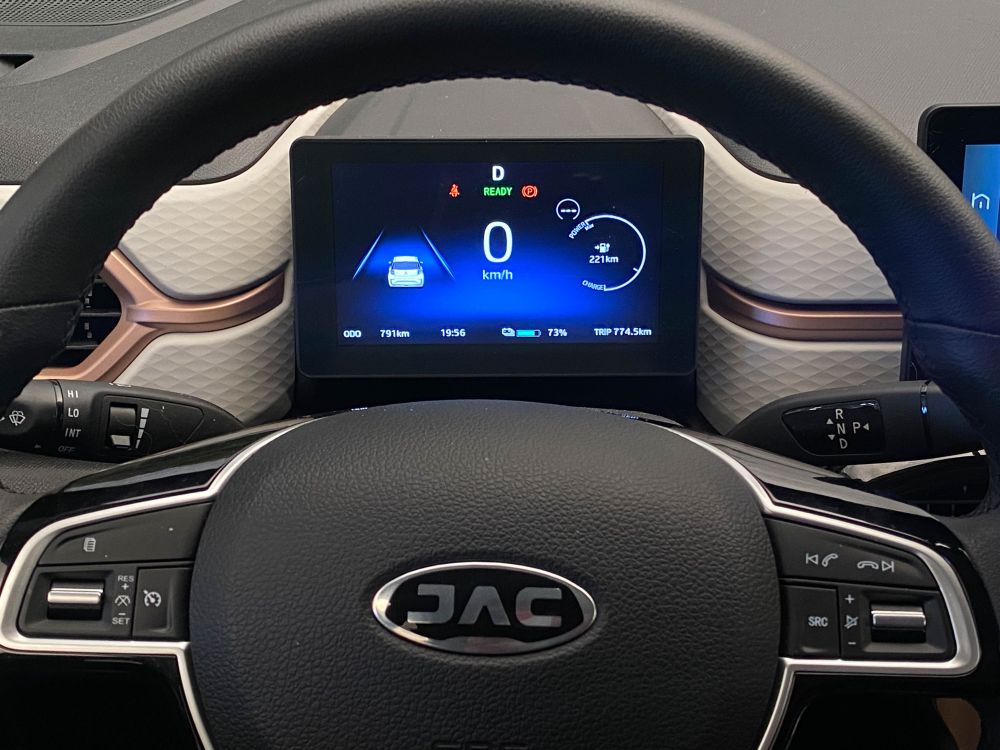 D
READY
P
0
km/h
POWER
221km
CHARGE
ODO 791km 19:56 73% TRIP 774.5km
HI
LO
INT
OFF
R
N P
D
RES
+
−
SET
SRC
+
−
JAC